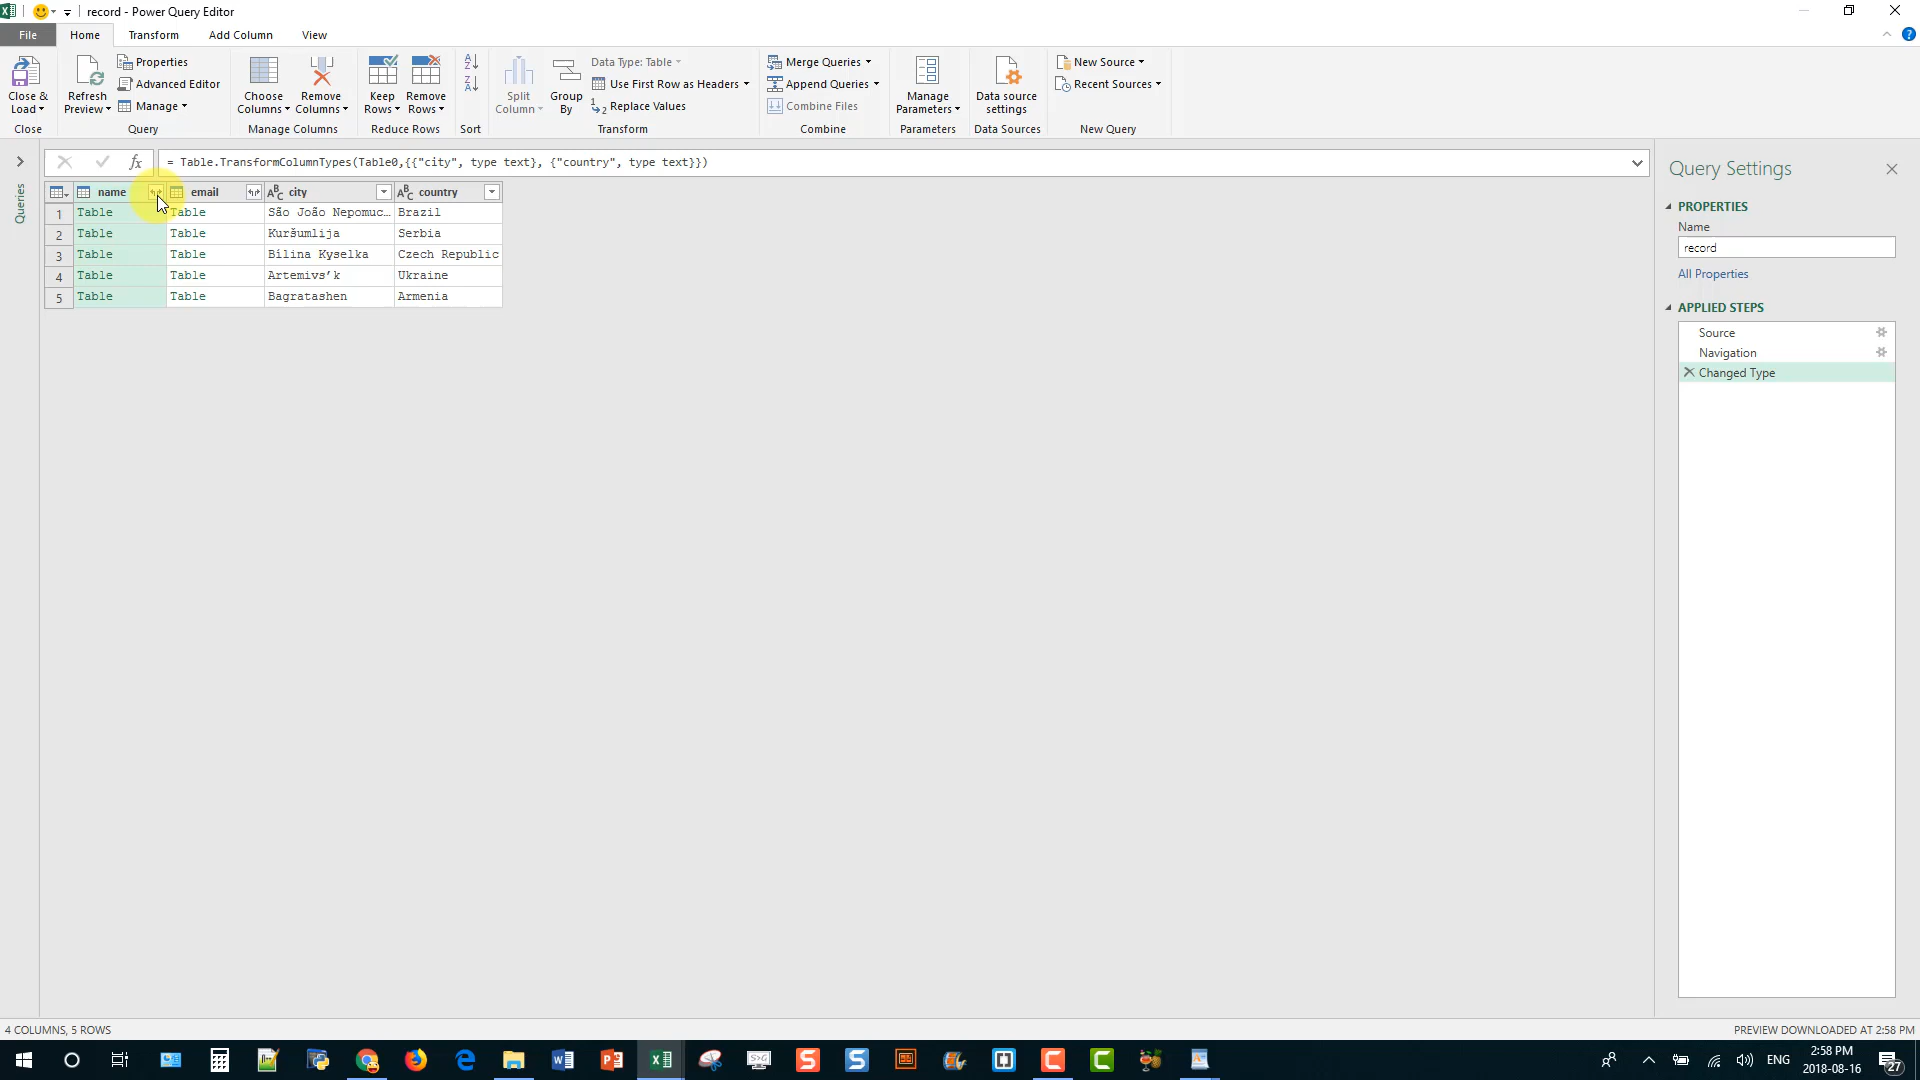 record - Power Query Editor
File Home Transform Add Column View
Close & Load
Close
Refresh Preview
Properties
Advanced Editor
Manage
Query
Choose Columns
Remove Columns
Manage Columns
Keep Rows
Remove Rows
Reduce Rows
Sort
Split Column
Group By
Data Type: Table
Use First Row as Headers
Replace Values
Transform
Merge Queries
Append Queries
Combine Files
Combine
Manage Parameters
Parameters
Data source settings
Data Sources
New Source
Recent Sources
New Query
Queries
fx = Table.TransformColumnTypes(Table0,{{"city", type text}, {"country", type text}})
name email city country
1 Table Table São João Nepomuc... Brazil
2 Table Table Kuršumlija Serbia
3 Table Table Bílina Kyselka Czech Republic
4 Table Table Artemivs’k Ukraine
5 Table Table Bagratashen Armenia
Query Settings
PROPERTIES
Name
record
All Properties
APPLIED STEPS
Source
Navigation
Changed Type
4 COLUMNS, 5 ROWS
PREVIEW DOWNLOADED AT 2:58 PM
ENG
2:58 PM
2018-08-16
27